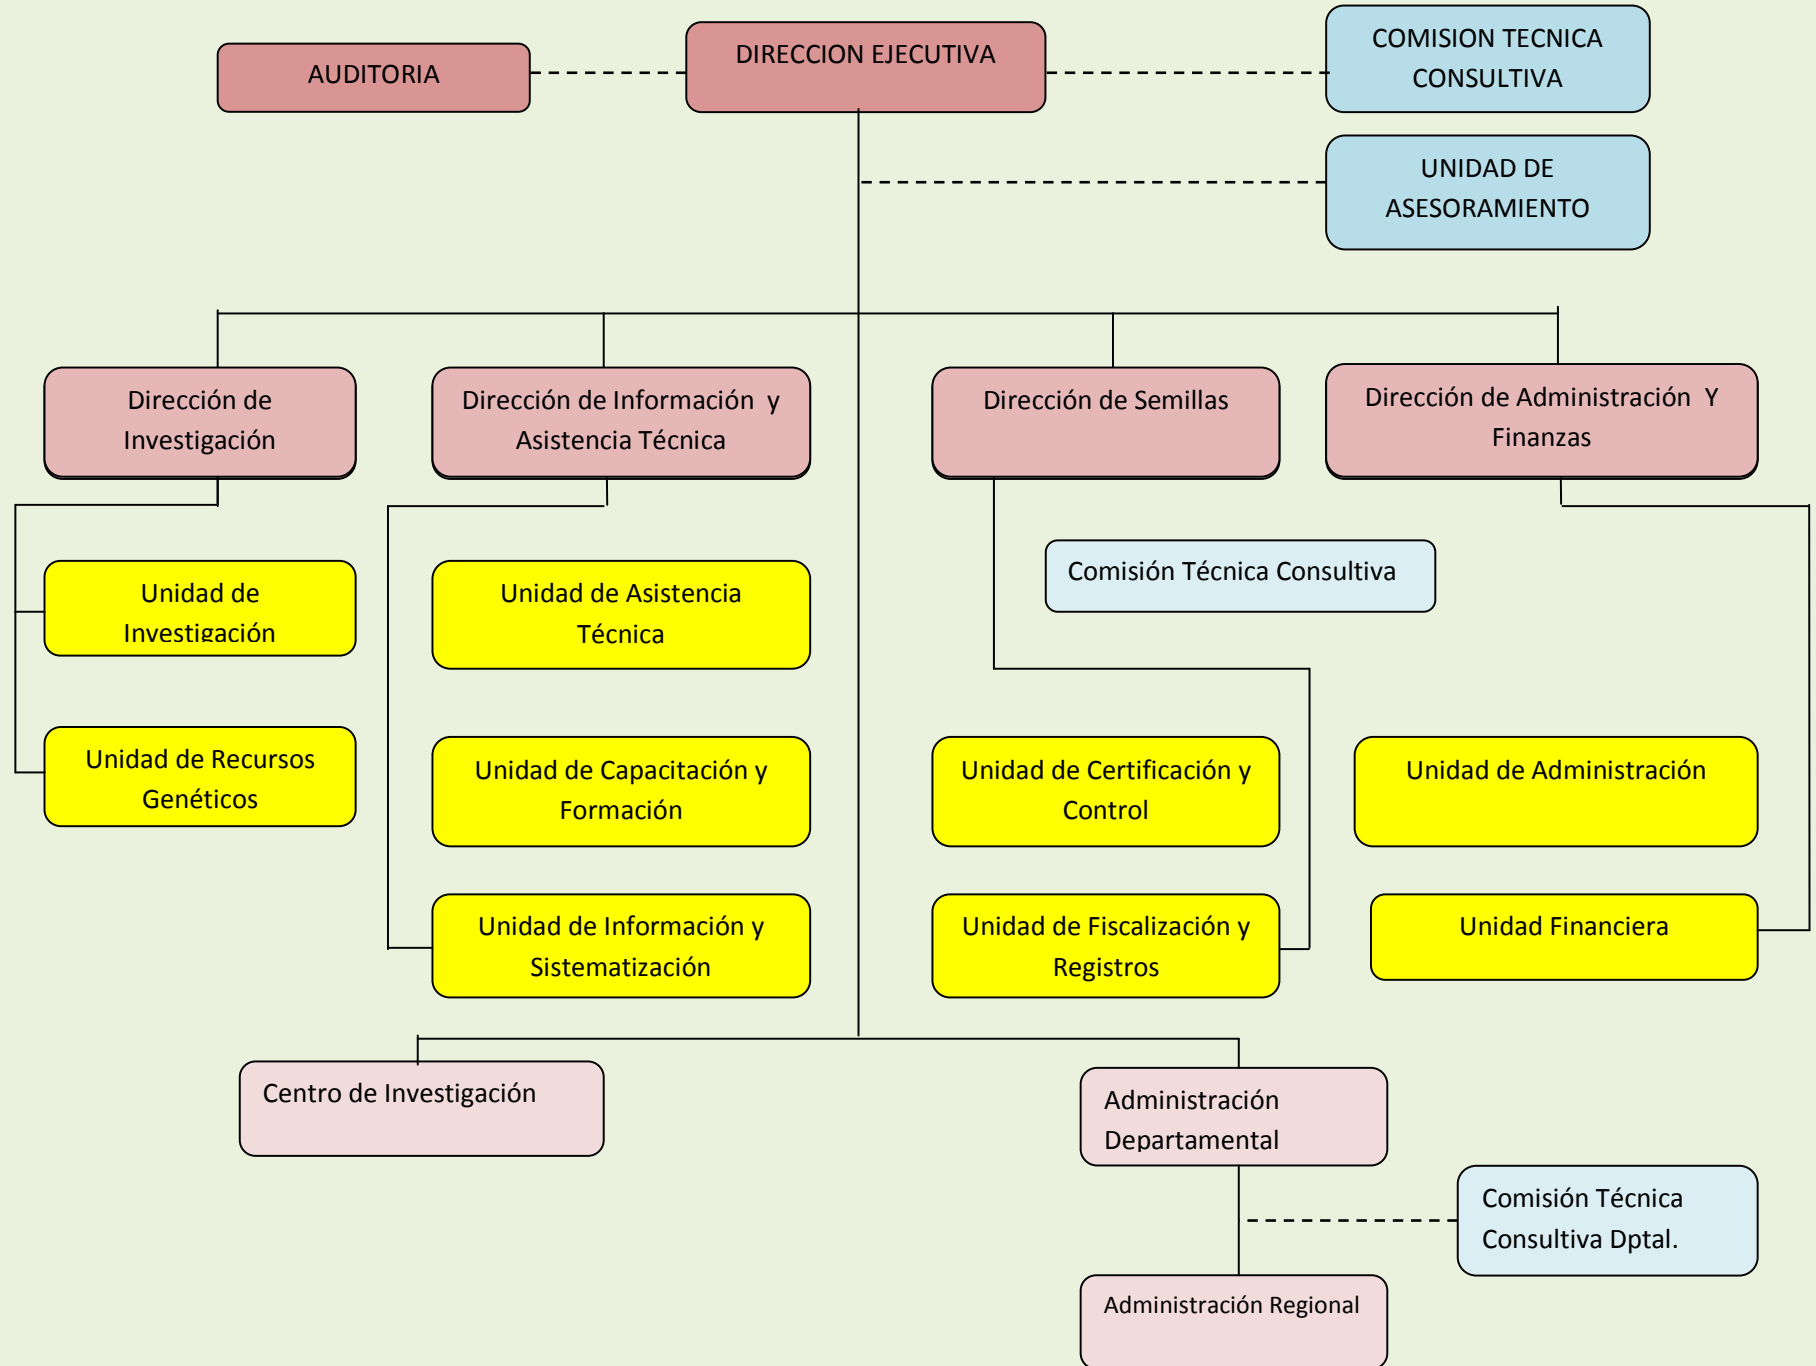 AUDITORIA
DIRECCION EJECUTIVA
COMISION TECNICA
CONSULTIVA
UNIDAD DE
ASESORAMIENTO
Dirección de
Investigación
Dirección de Información y
Asistencia Técnica
Dirección de Semillas
Dirección de Administración Y
Finanzas
Comisión Técnica Consultiva
Unidad de
Investigación
Unidad de Asistencia
Técnica
Unidad de Recursos
Genéticos
Unidad de Capacitación y
Formación
Unidad de Certificación y
Control
Unidad de Administración
Unidad de Información y
Sistematización
Unidad de Fiscalización y
Registros
Unidad Financiera
Centro de Investigación
Administración
Departamental
Comisión Técnica
Consultiva Dptal.
Administración Regional